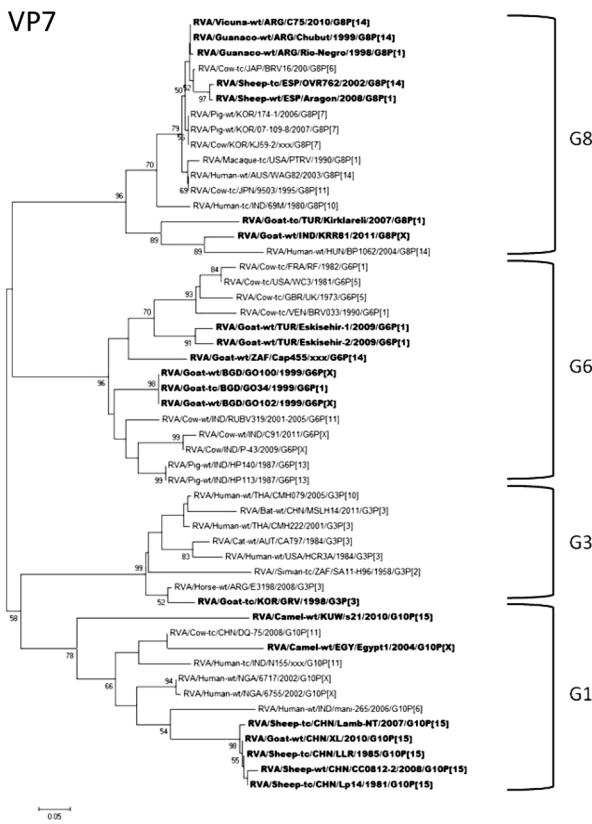 VP7
RVA/Vicuna-wt/ARG/C75/2010/G8P[14]
RVA/Guanaco-wt/ARG/Chubut/1999/G8P[14]
RVA/Guanaco-wt/ARG/Rio-Negro/1998/G8P[1]
RVA/Cow-tc/JAP/BRV16/200/G8P[6]
50
52
RVA/Sheep-tc/ESP/OVR762/2002/G8P[14]
97
RVA/Sheep-wt/ESP/Aragon/2008/G8P[1]
RVA/Pig-wt/KOR/174-1/2006/G8P[7]
79
RVA/Pig-wt/KOR/07-109-8/2007/G8P[7]
RVA/Cow/KOR/KJ59-2/xxx/G8P[7]
G8
70
RVA/Macaque-tc/USA/PTRV/1990/G8P[1]
RVA/Human-wt/AUS/WAG82/2003/G8P[14]
69
RVA/Cow-tc/JPN/9503/1995/G8P[11]
96
RVA/Human-tc/IND/69M/1980/G8P[10]
RVA/Goat-tc/TUR/Kirklareli/2007/G8P[1]
89
RVA/Goat-wt/IND/KRR81/2011/G8P[X]
89
RVA/Human-wt/HUN/BP1062/2004/G8P[14]
84
RVA/Cow-tc/FRA/RF/1982/G6P[1]
RVA/Cow-tc/USA/WC3/1981/G6P[5]
93
RVA/Cow-tc/GBR/UK/1973/G6P[5]
70
RVA/Cow-tc/VEN/BRV033/1990/G6P[1]
RVA/Goat-wt/TUR/Eskisehir-1/2009/G6P[1]
91
RVA/Goat-wt/TUR/Eskisehir-2/2009/G6P[1]
RVA/Goat-wt/ZAF/Cap455/xxx/G6P[14]
G6
96
RVA/Goat-wt/BGD/GO100/1999/G6P[X]
98
RVA/Goat-tc/BGD/GO34/1999/G6P[1]
RVA/Goat-wt/BGD/GO102/1999/G6P[X]
RVA/Cow-wt/IND/RUBV319/2001-2005/G6P[11]
99
RVA/Cow-wt/IND/C91/2011/G6P[X]
RVA/Cow/IND/P-43/2009/G6P[X]
RVA/Pig-wt/IND/HP140/1987/G6P[13]
99
RVA/Pig-wt/IND/HP113/1987/G6P[13]
RVA/Human-wt/THA/CMH079/2005/G3P[10]
RVA/Bat-wt/CHN/MSLH14/2011/G3P[3]
RVA/Human-wt/THA/CMH222/2001/G3P[3]
RVA/Cat-wt/AUT/CAT97/1984/G3P[3]
G3
83
RVA/Human-wt/USA/HCR3A/1984/G3P[3]
99
RVA//Simian-tc/ZAF/SA11-H96/1958/G3P[2]
RVA/Horse-wt/ARG/E3198/2008/G3P[3]
52
RVA/Goat-tc/KOR/GRV/1998/G3P[3]
58
RVA/Camel-wt/KUW/s21/2010/G10P[15]
RVA/Cow-tc/CHN/DQ-75/2008/G10P[11]
78
RVA/Camel-wt/EGY/Egypt1/2004/G10P[X]
RVA/Human-tc/IND/N155/xxx/G10P[11]
94
RVA/Human-wt/NGA/6717/2002/G10P[X]
66
RVA/Human-wt/NGA/6755/2002/G10P[X]
G1
RVA/Human-wt/IND/mani-265/2006/G10P[6]
54
RVA/Sheep-tc/CHN/Lamb-NT/2007/G10P[15]
98
RVA/Goat-wt/CHN/XL/2010/G10P[15]
RVA/Sheep-tc/CHN/LLR/1985/G10P[15]
55
RVA/Sheep-wt/CHN/CC0812-2/2008/G10P[15]
RVA/Sheep-tc/CHN/Lp14/1981/G10P[15]
0.05